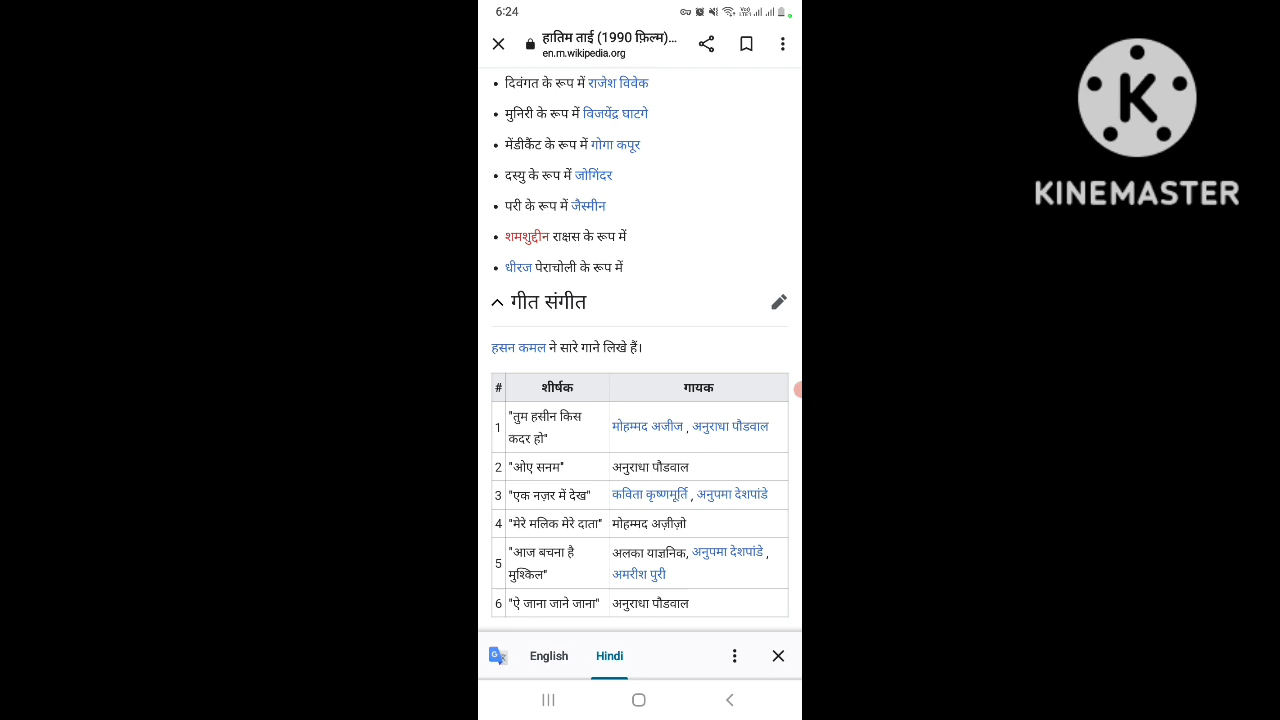 6:24
हातिम ताई (1990 फ़िल्म)...
en.m.wikipedia.org
• दिवंगत के रूप में राजेश विवेक
• मुनिरी के रूप में विजयेंद्र घाटगे
• मेंडीकैंट के रूप में गोगा कपूर
• दस्यु के रूप में जोगिंदर
• परी के रूप में जैस्मीन
• शमशुद्दीन राक्षस के रूप में
• धीरज पेराचोली के रूप में
गीत संगीत
हसन कमल ने सारे गाने लिखे हैं।
# शीर्षक गायक
1 "तुम हसीन किस कदर हो" मोहम्मद अजीज , अनुराधा पौडवाल
2 "ओए सनम" अनुराधा पौडवाल
3 "एक नज़र में देख" कविता कृष्णमूर्ति , अनुपमा देशपांडे
4 "मेरे मलिक मेरे दाता" मोहम्मद अज़ीज़ो
5 "आज बचना है मुश्किल" अलका याज्ञनिक, अनुपमा देशपांडे , अमरीश पुरी
6 "ऐ जाना जाने जाना" अनुराधा पौडवाल
English Hindi
K
KINEMASTER